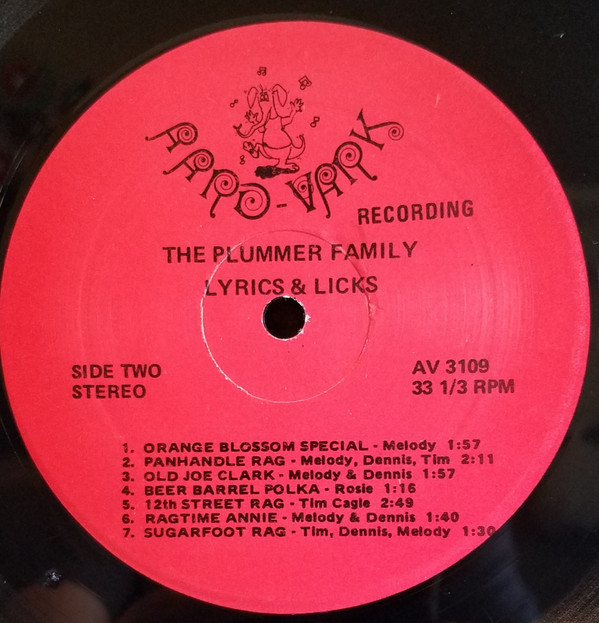 AARD-VARK
RECORDING
THE PLUMMER FAMILY
LYRICS & LICKS
SIDE TWO
STEREO
AV 3109
33 1/3 RPM
1. ORANGE BLOSSOM SPECIAL - Melody 1:57
2. PANHANDLE RAG - Melody, Dennis, Tim 2:11
3. OLD JOE CLARK - Melody & Dennis 1:57
4. BEER BARREL POLKA - Rosie 1:16
5. 12th STREET RAG - Tim Cagle 2:49
6. RAGTIME ANNIE - Melody & Dennis 1:40
7. SUGARFOOT RAG - Tim, Dennis, Melody 1:30